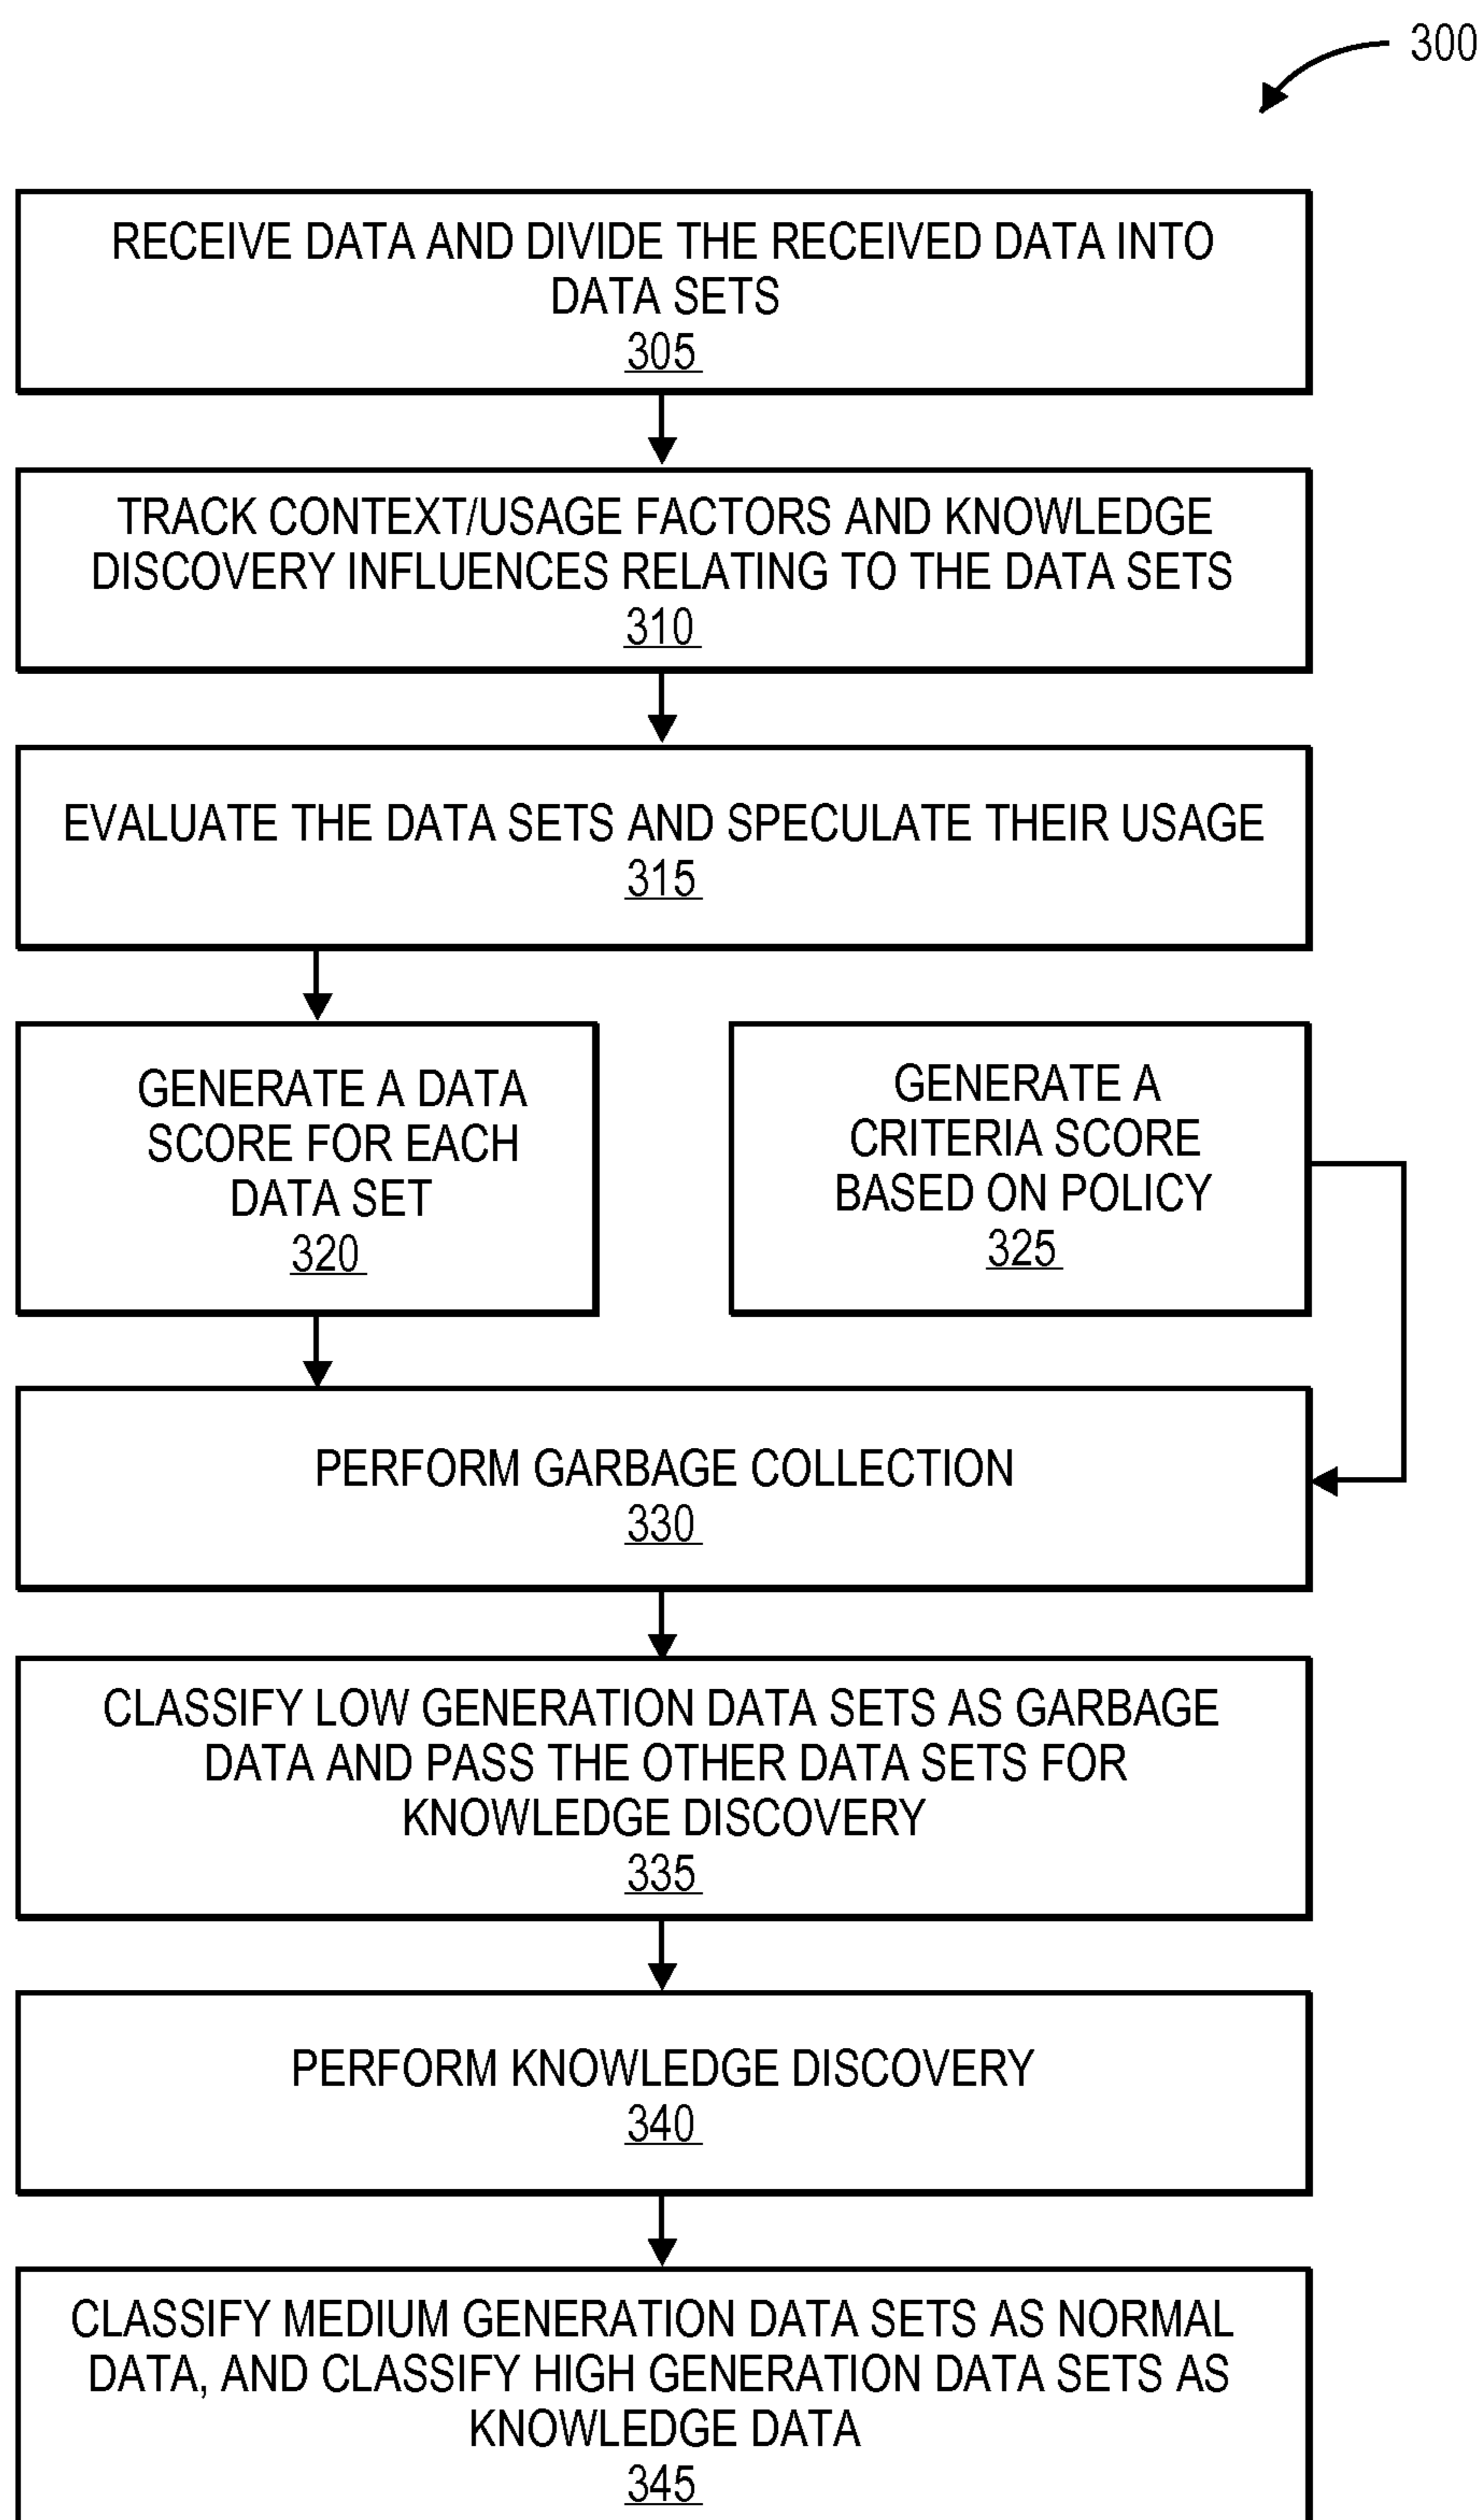 300
RECEIVE DATA AND DIVIDE THE RECEIVED DATA INTO
DATA SETS
305
TRACK CONTEXT/USAGE FACTORS AND KNOWLEDGE
DISCOVERY INFLUENCES RELATING TO THE DATA SETS
310
EVALUATE THE DATA SETS AND SPECULATE THEIR USAGE
315
GENERATE A DATA
SCORE FOR EACH
DATA SET
320
GENERATE A
CRITERIA SCORE
BASED ON POLICY
325
PERFORM GARBAGE COLLECTION
330
CLASSIFY LOW GENERATION DATA SETS AS GARBAGE
DATA AND PASS THE OTHER DATA SETS FOR
KNOWLEDGE DISCOVERY
335
PERFORM KNOWLEDGE DISCOVERY
340
CLASSIFY MEDIUM GENERATION DATA SETS AS NORMAL
DATA, AND CLASSIFY HIGH GENERATION DATA SETS AS
KNOWLEDGE DATA
345